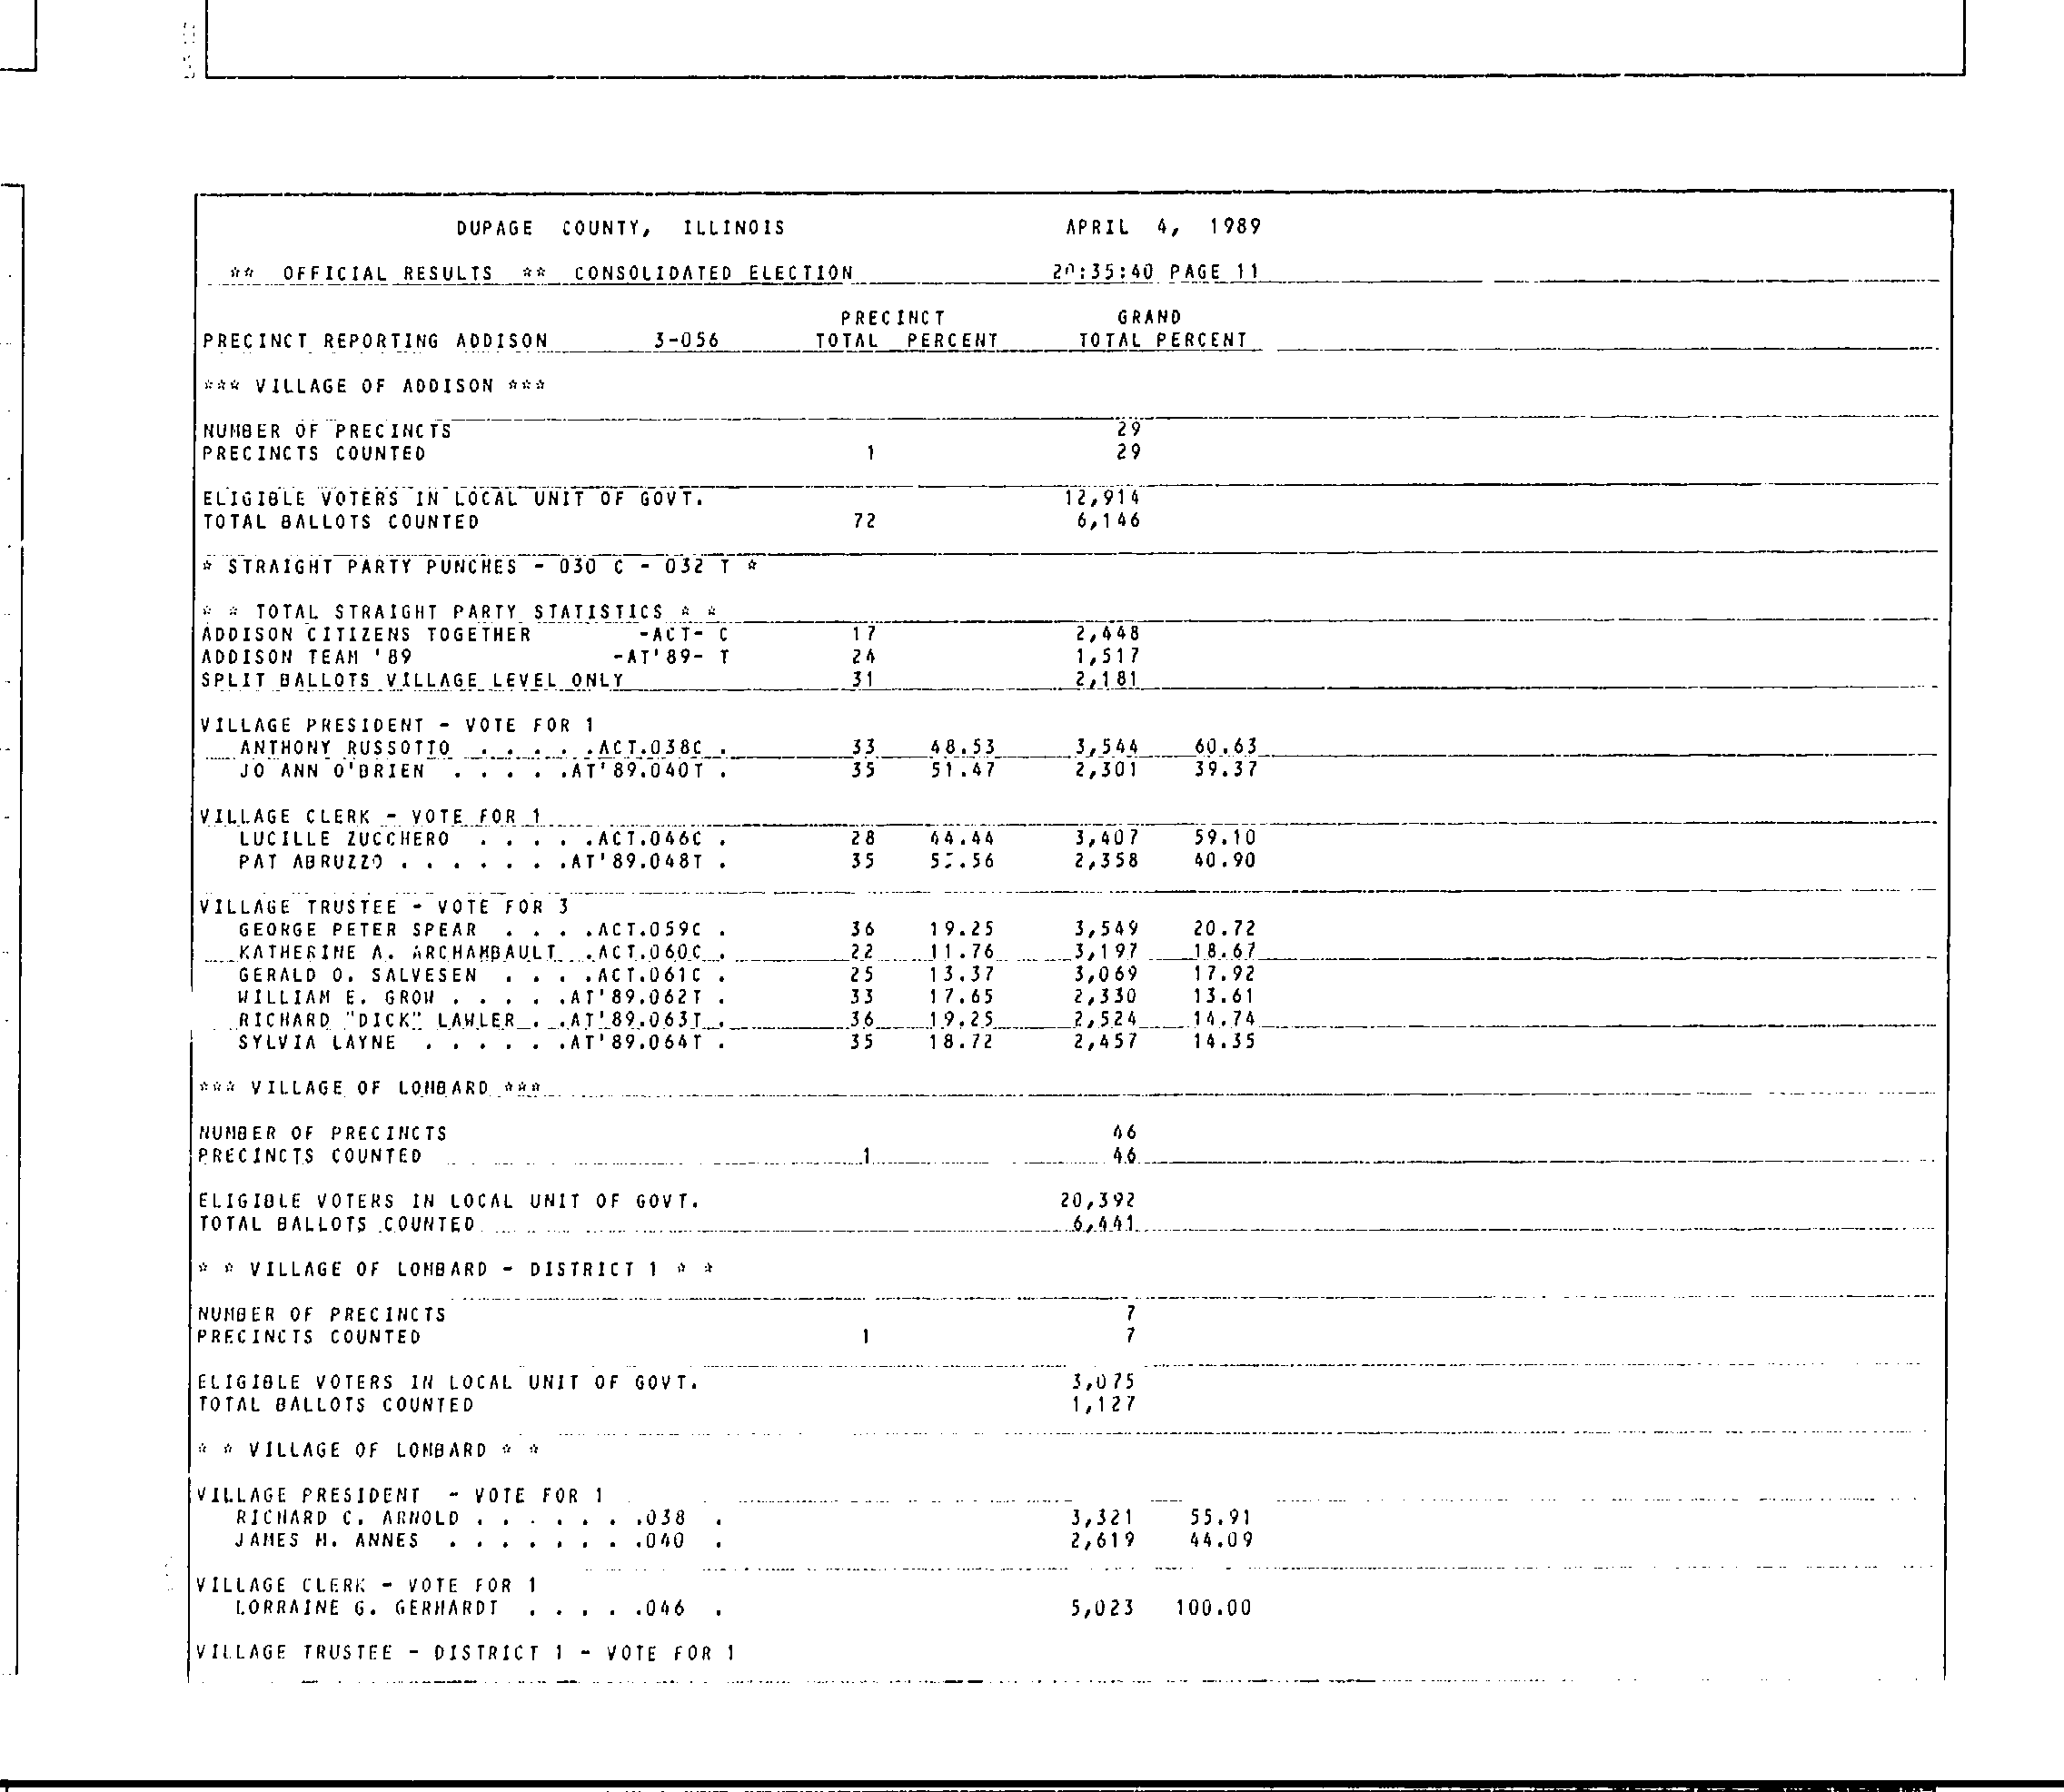 DUPAGE COUNTY, ILLINOIS APRIL 4, 1989
** OFFICIAL RESULTS ** CONSOLIDATED ELECTION 20:35:40 PAGE 11
PRECINCT GRAND
PRECINCT REPORTING ADDISON 3-056 TOTAL PERCENT TOTAL PERCENT
*** VILLAGE OF ADDISON ***
NUMBER OF PRECINCTS 29
PRECINCTS COUNTED 1 29
ELIGIBLE VOTERS IN LOCAL UNIT OF GOVT. 12,914
TOTAL BALLOTS COUNTED 72 6,146
* STRAIGHT PARTY PUNCHES - 030 C - 032 T *
* * TOTAL STRAIGHT PARTY STATISTICS * *
ADDISON CITIZENS TOGETHER -ACT- C 17 2,448
ADDISON TEAM '89 -AT'89- T 24 1,517
SPLIT BALLOTS VILLAGE LEVEL ONLY 31 2,181
VILLAGE PRESIDENT - VOTE FOR 1
ANTHONY RUSSOTTO . . . . .ACT.038C . 33 48.53 3,544 60.63
JO ANN O'BRIEN . . . . .AT'89.040T . 35 51.47 2,301 39.37
VILLAGE CLERK - VOTE FOR 1
LUCILLE ZUCCHERO . . . . .ACT.046C . 28 44.44 3,407 59.10
PAT ABRUZZO . . . . . . .AT'89.048T . 35 55.56 2,358 40.90
VILLAGE TRUSTEE - VOTE FOR 3
GEORGE PETER SPEAR . . . .ACT.059C . 36 19.25 3,549 20.72
KATHERINE A. ARCHAMBAULT .ACT.060C . 22 11.76 3,197 18.67
GERALD O. SALVESEN . . . .ACT.061C . 25 13.37 3,069 17.92
WILLIAM E. GROW . . . . .AT'89.062T . 33 17.65 2,330 13.61
RICHARD "DICK" LAWLER . .AT'89.063T . 36 19.25 2,524 14.74
SYLVIA LAYNE . . . . . .AT'89.064T . 35 18.72 2,457 14.35
*** VILLAGE OF LOMBARD ***
NUMBER OF PRECINCTS 46
PRECINCTS COUNTED 1 46
ELIGIBLE VOTERS IN LOCAL UNIT OF GOVT. 20,392
TOTAL BALLOTS COUNTED 6,441
* * VILLAGE OF LOMBARD - DISTRICT 1 * *
NUMBER OF PRECINCTS 7
PRECINCTS COUNTED 1 7
ELIGIBLE VOTERS IN LOCAL UNIT OF GOVT. 3,075
TOTAL BALLOTS COUNTED 1,127
* * VILLAGE OF LOMBARD * *
VILLAGE PRESIDENT - VOTE FOR 1
RICHARD C. ARNOLD . . . . . . .038 . 3,321 55.91
JAMES H. ANNES . . . . . . . .040 . 2,619 44.09
VILLAGE CLERK - VOTE FOR 1
LORRAINE G. GERHARDT . . . . .046 . 5,023 100.00
VILLAGE TRUSTEE - DISTRICT 1 - VOTE FOR 1